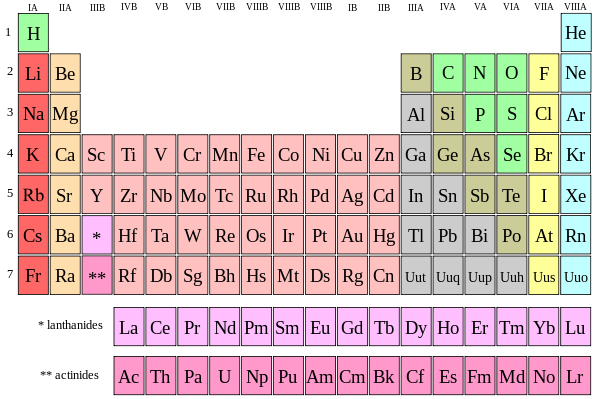 IA IIA IIIB IVB VB VIB VIIB VIIIB VIIIB VIIIB IB IIB IIIA IVA VA VIA VIIA VIIIA
1 H He
2 Li Be B C N O F Ne
3 Na Mg Al Si P S Cl Ar
4 K Ca Sc Ti V Cr Mn Fe Co Ni Cu Zn Ga Ge As Se Br Kr
5 Rb Sr Y Zr Nb Mo Tc Ru Rh Pd Ag Cd In Sn Sb Te I Xe
6 Cs Ba * Hf Ta W Re Os Ir Pt Au Hg Tl Pb Bi Po At Rn
7 Fr Ra ** Rf Db Sg Bh Hs Mt Ds Rg Cn Uut Uuq Uup Uuh Uus Uuo
* lanthanides La Ce Pr Nd Pm Sm Eu Gd Tb Dy Ho Er Tm Yb Lu
** actinides Ac Th Pa U Np Pu Am Cm Bk Cf Es Fm Md No Lr